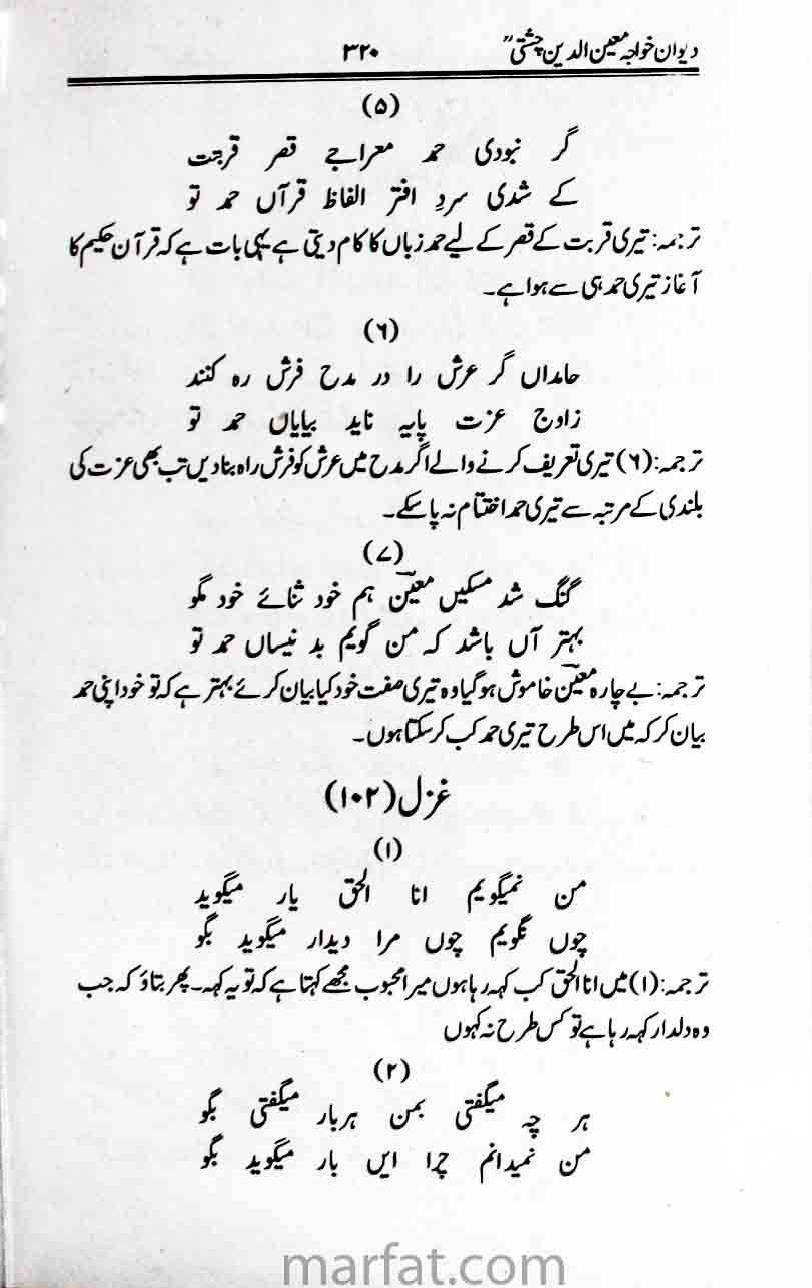 دیوان خواجہ معین الدین چشتیؒ ۳۲۰
(۵)
گر نبودی حمد معراجے قصر قربت
کے شدی سردِ افتر الفاظ قرآں حمد تو
ترجمہ: تیری قربت کے قصر کے لیے حمد زباں کا کام دیتی ہے یہی بات ہے کہ قرآن حکیم کا
آغاز تیری حمد ہی سے ہوا ہے۔
(۶)
حامداں گر عرش را در مدح فرش رہ کنند
زاوج عزت پایہ ناید بیایاں حمد تو
ترجمہ: (۶) تیری تعریف کرنے والے اگر مدح میں عرش کو فرش راہ بنادیں تب بھی عزت کی
بلندی کے مرتبہ سے تیری حمد اختتام نہ پا سکے۔
(۷)
گنگ شد مسکیں معینؔ ہم خود ثنائے خود مگو
بہتر آں باشد کہ من گویم بد نیساں حمد تو
ترجمہ: بے چارہ معینؔ خاموش ہو گیا وہ تیری صفت خود کیا بیان کرئے بہتر ہے کہ تو خود اپنی حمد
بیان کر کہ میں اس طرح تیری حمد کب کر سکتا ہوں۔
غزل (۱۰۲)
(۱)
من نمیگویم انا الحق یار میگوید
چوں نگویم چوں مرا دیدار میگوید بگو
ترجمہ: (۱) میں انا الحق کب کہہ رہا ہوں میرا محبوب مجھے کہتا ہے کہ تو یہ کہہ۔ پھر بتاؤ کہ جب
وہ دلدار کہہ رہا ہے تو کس طرح نہ کہوں
(۲)
ہر چہ میگفتی بمن ہربار میگفتی بگو
من نمیدانم چرا ایں بار میگوید بگو
marfat.com